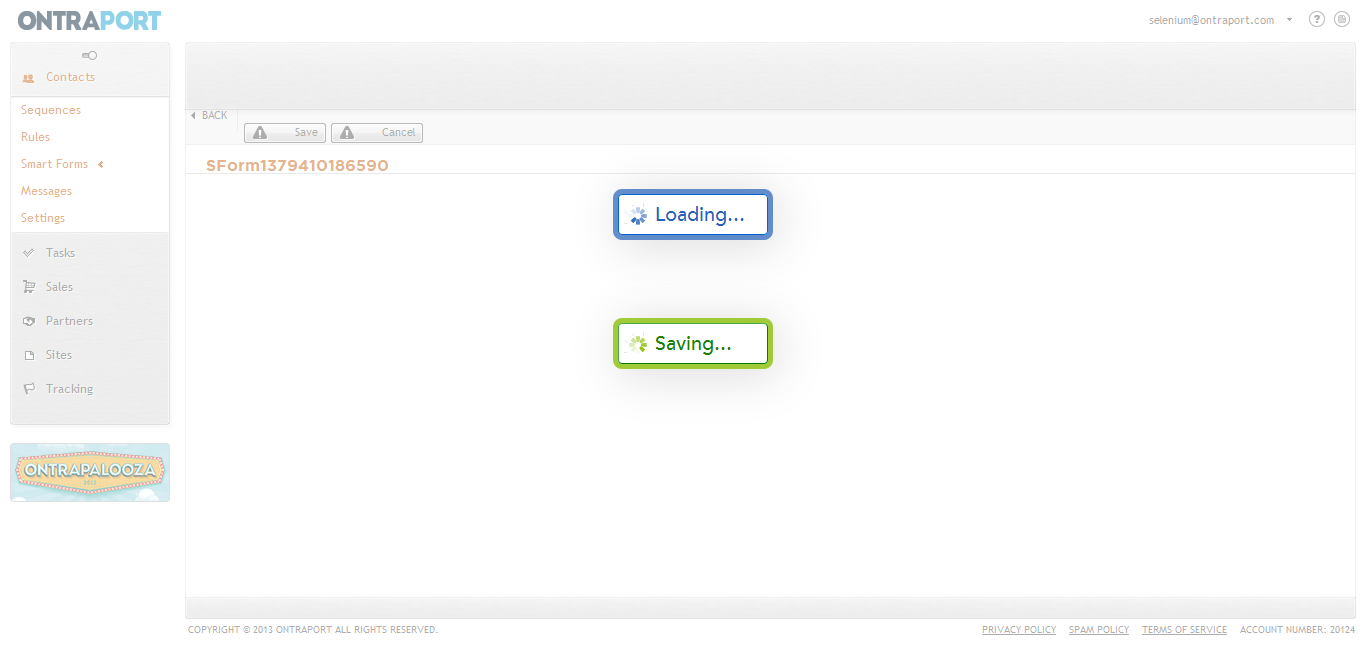 ONTRAPORT
selenium@ontraport.com
Contacts
Sequences
Rules
Smart Forms
Messages
Settings
Tasks
Sales
Partners
Sites
Tracking
ONTRAPALOOZA
BACK
Save Cancel
SForm1379410186590
Loading...
Saving...
COPYRIGHT © 2013 ONTRAPORT ALL RIGHTS RESERVED.
PRIVACY POLICY SPAM POLICY TERMS OF SERVICE ACCOUNT NUMBER: 20124